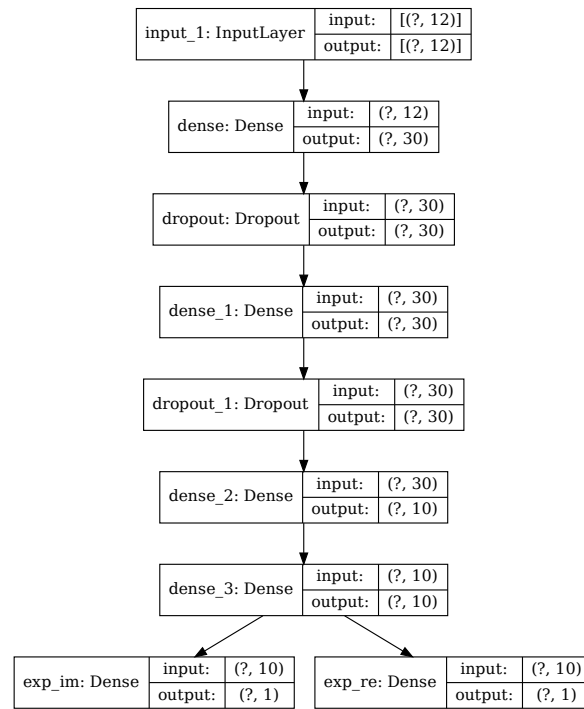 input_1: InputLayer
input: [(?, 12)]
output: [(?, 12)]
dense: Dense
input: (?, 12)
output: (?, 30)
dropout: Dropout
input: (?, 30)
output: (?, 30)
dense_1: Dense
input: (?, 30)
output: (?, 30)
dropout_1: Dropout
input: (?, 30)
output: (?, 30)
dense_2: Dense
input: (?, 30)
output: (?, 10)
dense_3: Dense
input: (?, 10)
output: (?, 10)
exp_im: Dense
input: (?, 10)
output: (?, 1)
exp_re: Dense
input: (?, 10)
output: (?, 1)